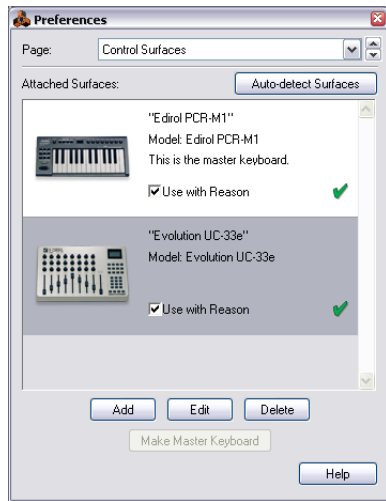 Preferences
Page: Control Surfaces
Attached Surfaces: Auto-detect Surfaces
"Edirol PCR-M1"
Model: Edirol PCR-M1
This is the master keyboard.
Use with Reason
"Evolution UC-33e"
Model: Evolution UC-33e
Use with Reason
Add Edit Delete
Make Master Keyboard
Help